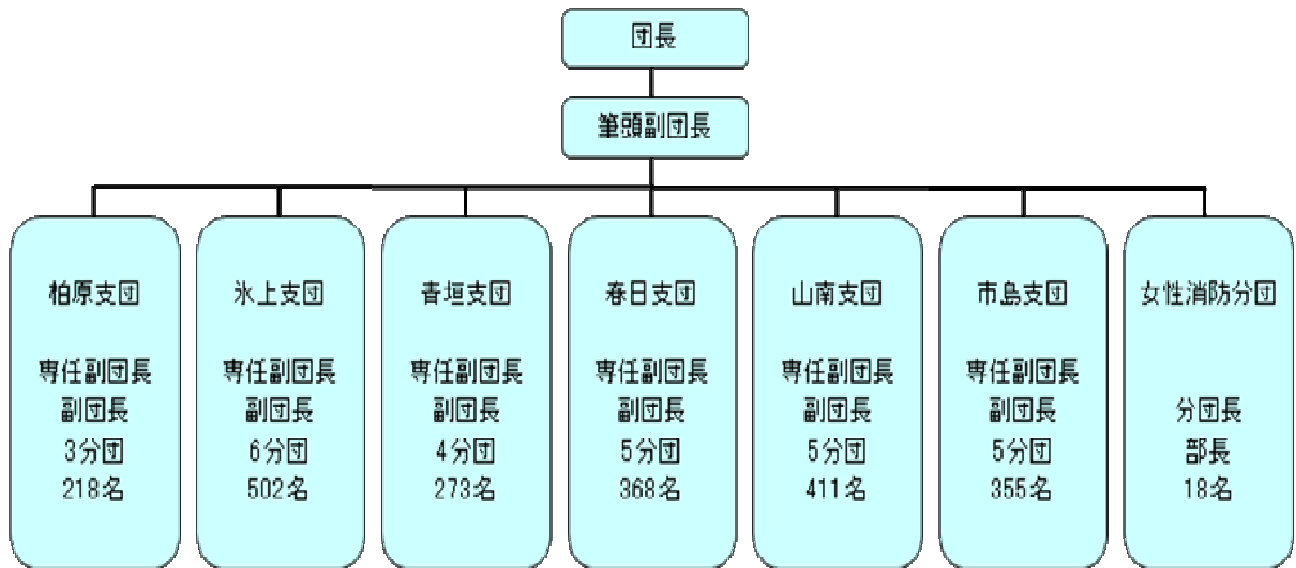 団長
筆頭副団長
柏原支団
専任副団長
副団長
3分団
218名
氷上支団
専任副団長
副団長
6分団
502名
青垣支団
専任副団長
副団長
4分団
273名
春日支団
専任副団長
副団長
5分団
368名
山南支団
専任副団長
副団長
5分団
411名
市島支団
専任副団長
副団長
5分団
355名
女性消防分団
分団長
部長
18名